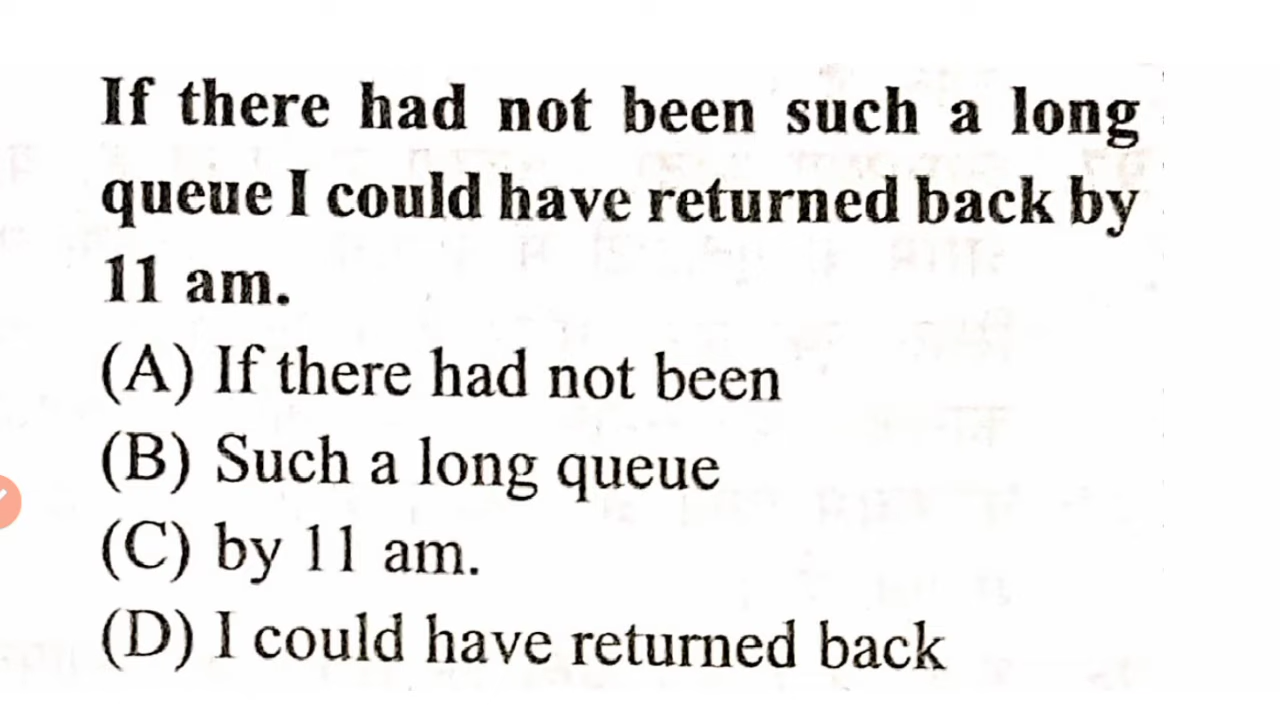 If there had not been such a long
queue I could have returned back by
11 am.
(A) If there had not been
(B) Such a long queue
(C) by 11 am.
(D) I could have returned back